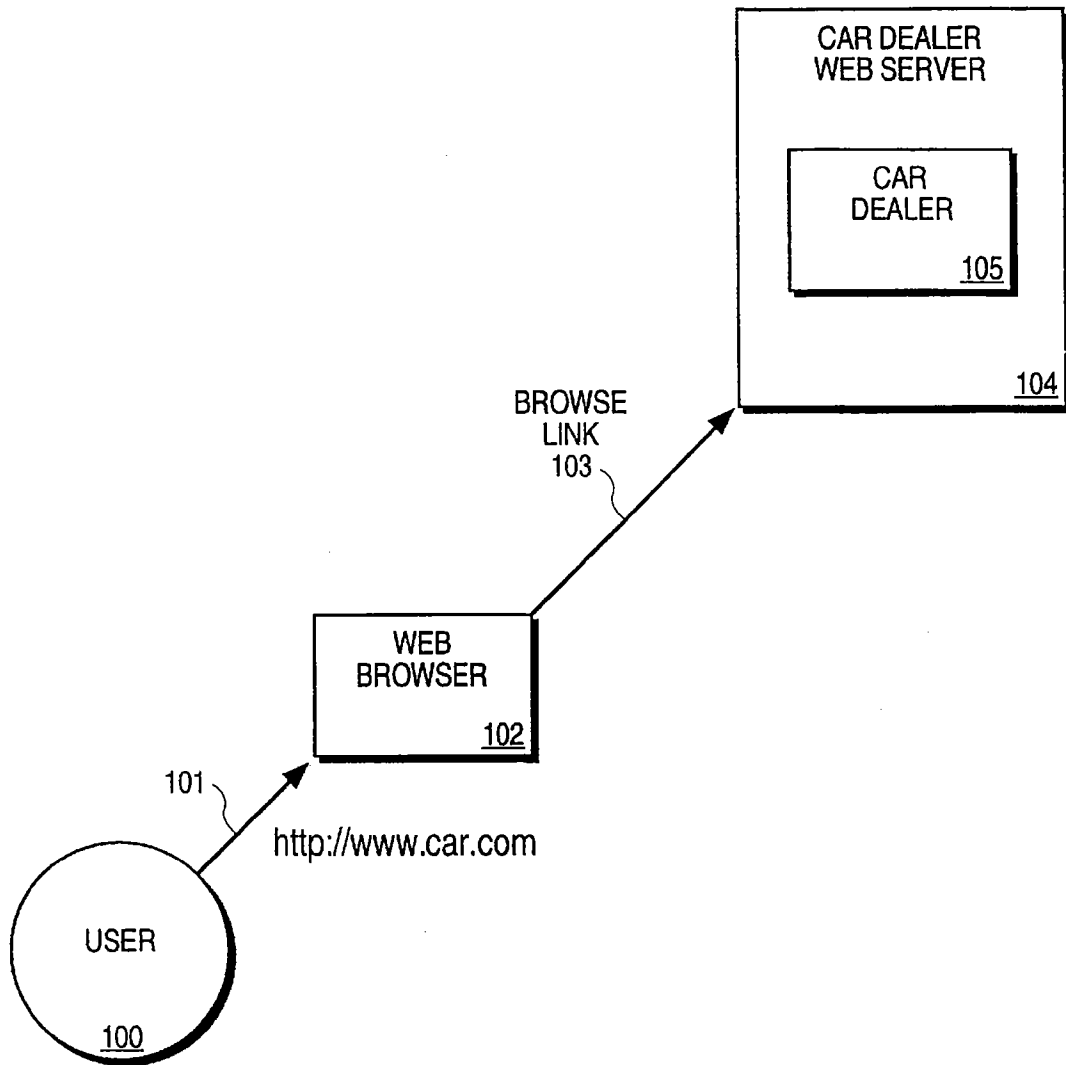 CAR DEALER
WEB SERVER
CAR
DEALER
105
104
BROWSE
LINK
103
WEB
BROWSER
102
101
http://www.car.com
USER
100